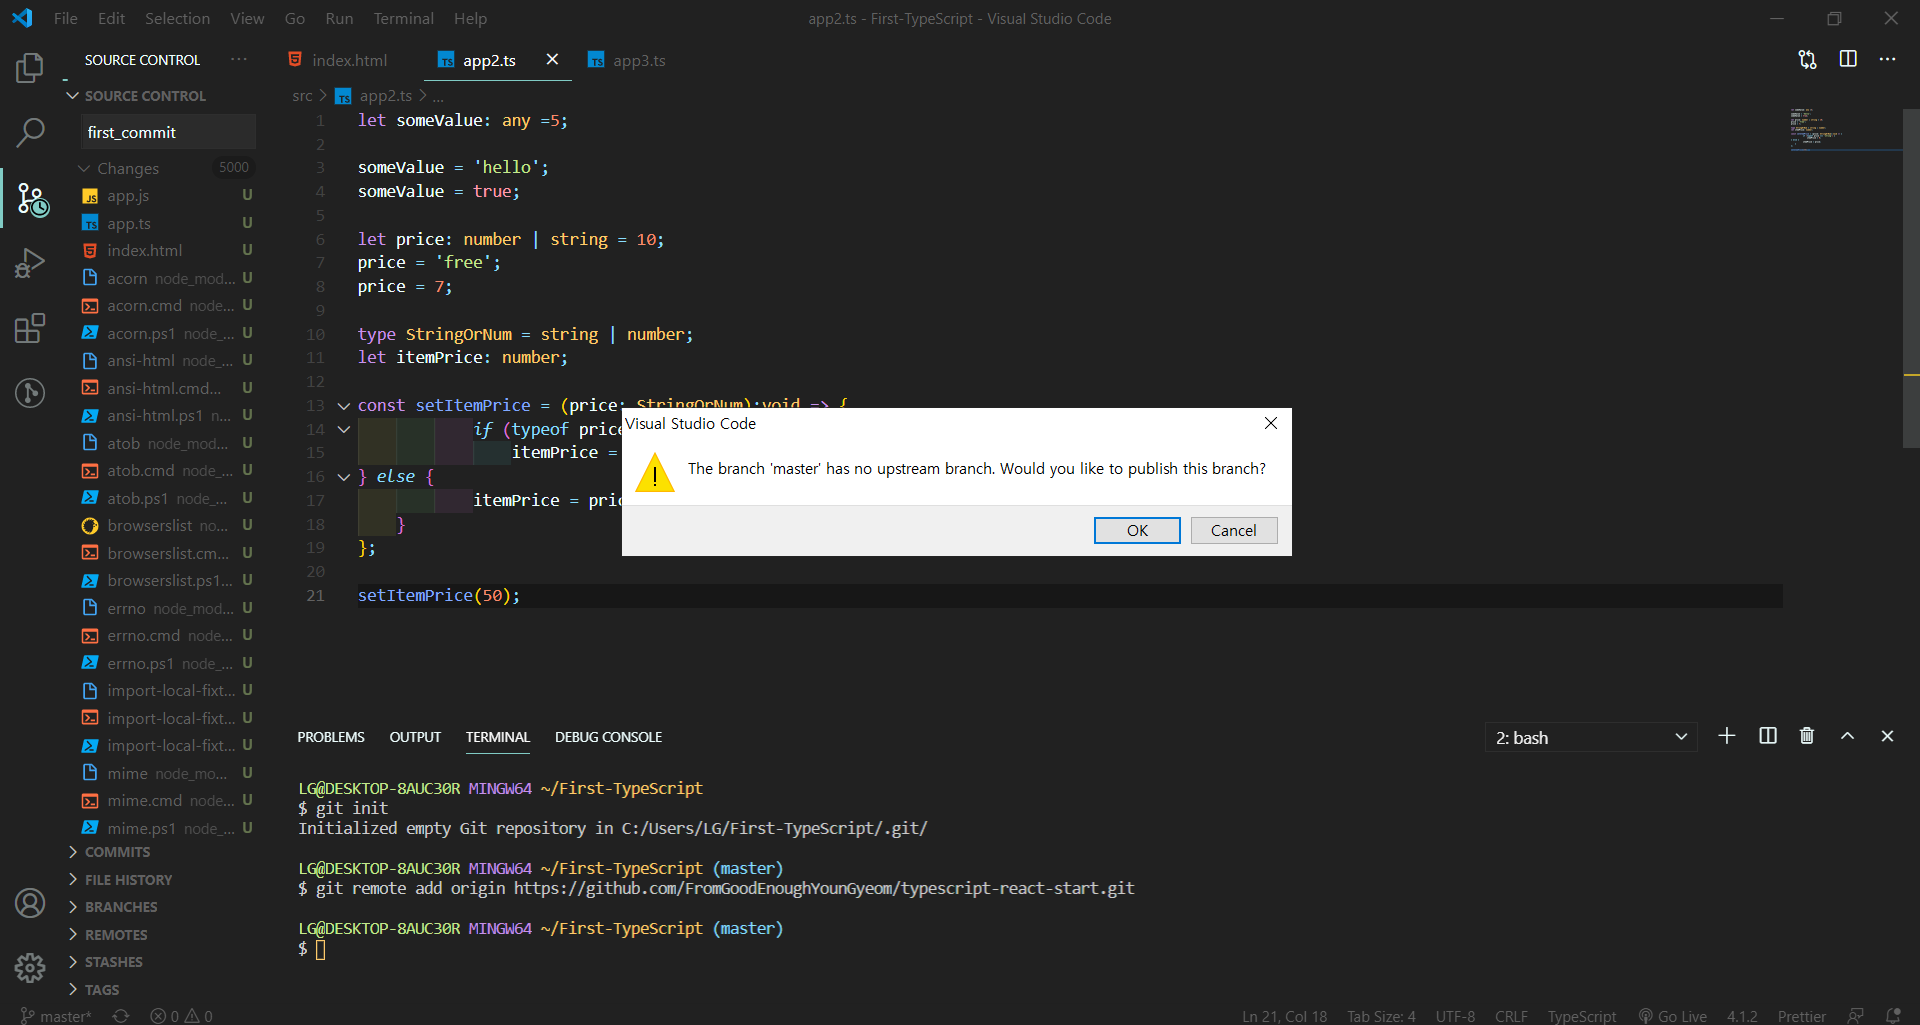 File Edit Selection View Go Run Terminal Help
app2.ts - First-TypeScript - Visual Studio Code
SOURCE CONTROL ···
SOURCE CONTROL
first_commit
Changes 5000
JS app.js U
TS app.ts U
index.html U
acorn node_mod... U
acorn.cmd node... U
acorn.ps1 node_... U
ansi-html node_... U
ansi-html.cmd... U
ansi-html.ps1 n... U
atob node_mod... U
atob.cmd node_... U
atob.ps1 node_... U
browserslist no... U
browserslist.cm... U
browserslist.ps1... U
errno node_mod... U
errno.cmd node... U
errno.ps1 node_... U
import-local-fixt... U
import-local-fixt... U
import-local-fixt... U
mime node_mo... U
mime.cmd node... U
mime.ps1 node_... U
COMMITS
FILE HISTORY
BRANCHES
REMOTES
STASHES
TAGS
index.html
TS app2.ts
TS app3.ts
src > TS app2.ts > ...
1 let someValue: any =5;
2
3 someValue = 'hello';
4 someValue = true;
5
6 let price: number | string = 10;
7 price = 'free';
8 price = 7;
9
10 type StringOrNum = string | number;
11 let itemPrice: number;
12
13 const setItemPrice = (price: StringOrNum):void => {
14 if (typeof price
15 itemPrice =
16 } else {
17 itemPrice = pric
18 }
19 };
20
21 setItemPrice(50);
Visual Studio Code
The branch 'master' has no upstream branch. Would you like to publish this branch?
OK Cancel
PROBLEMS OUTPUT TERMINAL DEBUG CONSOLE
2: bash
LG@DESKTOP-8AUC30R MINGW64 ~/First-TypeScript
$ git init
Initialized empty Git repository in C:/Users/LG/First-TypeScript/.git/
LG@DESKTOP-8AUC30R MINGW64 ~/First-TypeScript (master)
$ git remote add origin https://github.com/FromGoodEnoughYounGyeom/typescript-react-start.git
LG@DESKTOP-8AUC30R MINGW64 ~/First-TypeScript (master)
$
master* 0 0
Ln 21, Col 18 Tab Size: 4 UTF-8 CRLF TypeScript Go Live 4.1.2 Prettier